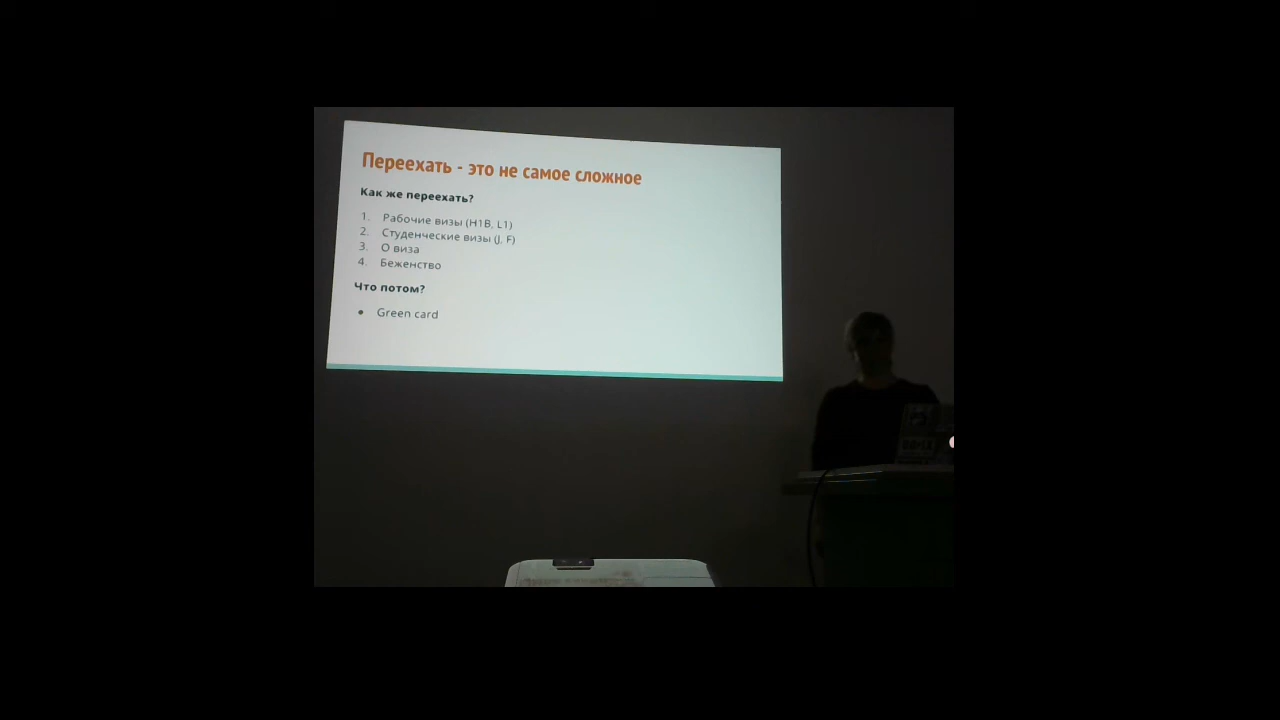 Переехать - это не самое сложное
Как же переехать?
1. Рабочие визы (H1B, L1)
2. Студенческие визы (J, F)
3. О виза
4. Беженство
Что потом?
● Green card